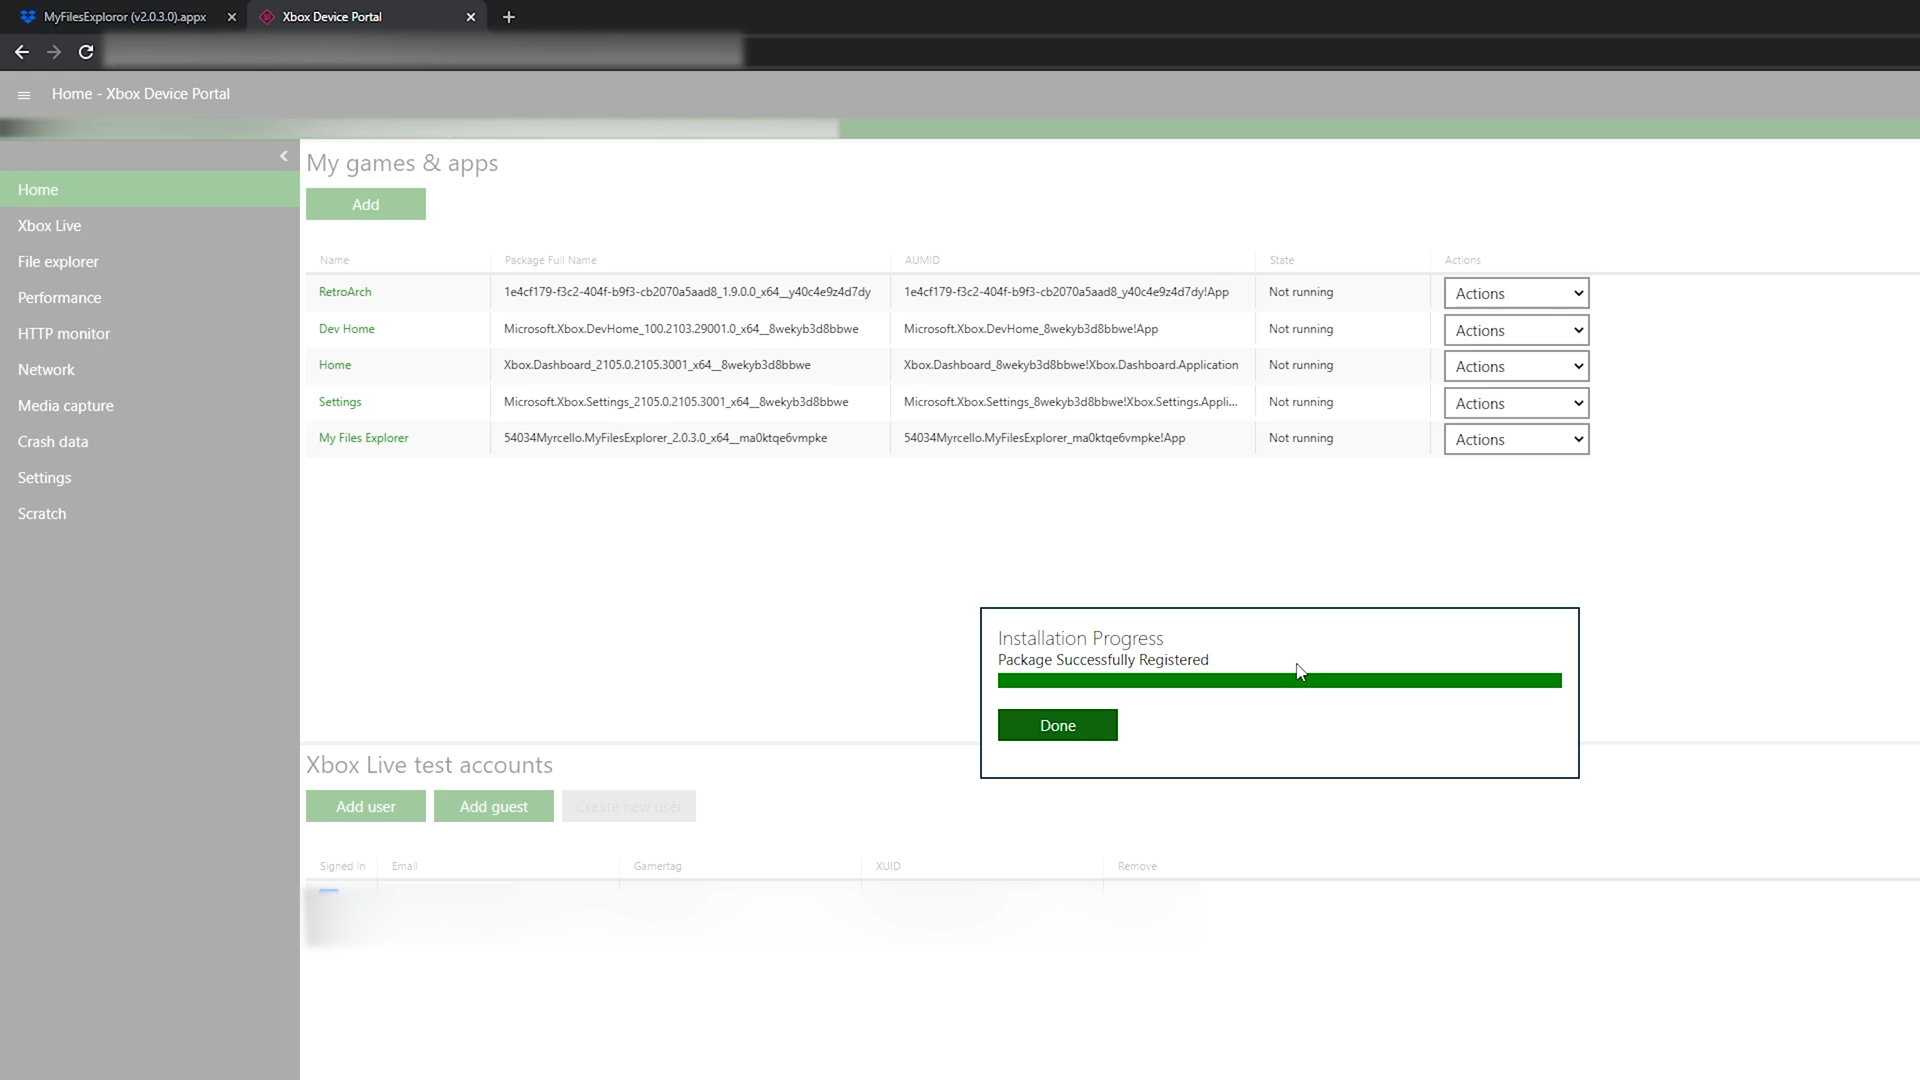 MyFilesExploror (v2.0.3.0).appx
Xbox Device Portal
Home - Xbox Device Portal
Home
Xbox Live
File explorer
Performance
HTTP monitor
Network
Media capture
Crash data
Settings
Scratch
My games & apps
Add
Name Package Full Name AUMID State Actions
RetroArch 1e4cf179-f3c2-404f-b9f3-cb2070a5aad8_1.9.0.0_x64__y40c4e9z4d7dy 1e4cf179-f3c2-404f-b9f3-cb2070a5aad8_y40c4e9z4d7dy!App Not running Actions
Dev Home Microsoft.Xbox.DevHome_100.2103.29001.0_x64__8wekyb3d8bbwe Microsoft.Xbox.DevHome_8wekyb3d8bbwe!App Not running Actions
Home Xbox.Dashboard_2105.0.2105.3001_x64__8wekyb3d8bbwe Xbox.Dashboard_8wekyb3d8bbwe!Xbox.Dashboard.Application Not running Actions
Settings Microsoft.Xbox.Settings_2105.0.2105.3001_x64__8wekyb3d8bbwe Microsoft.Xbox.Settings_8wekyb3d8bbwe!Xbox.Settings.Appli... Not running Actions
My Files Explorer 54034Myrcello.MyFilesExplorer_2.0.3.0_x64__ma0ktqe6vmpke 54034Myrcello.MyFilesExplorer_ma0ktqe6vmpke!App Not running Actions
Installation Progress
Package Successfully Registered
Done
Xbox Live test accounts
Add user Add guest Create new user
Signed in Email Gamertag XUID Remove